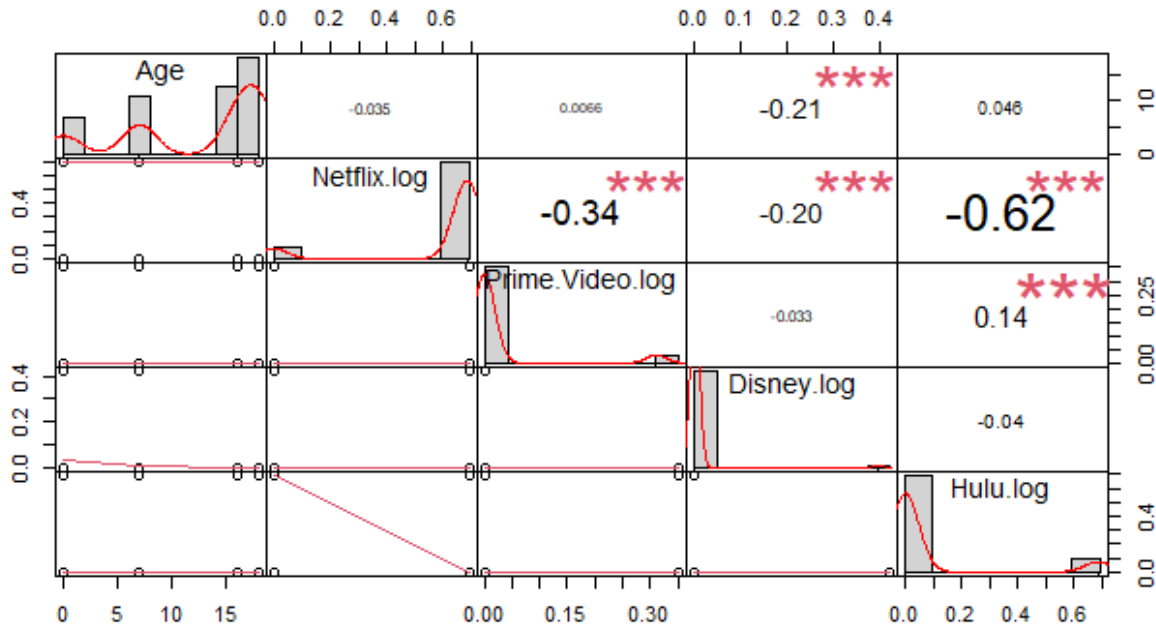 0.0 0.2 0.4 0.6 0.0 0.1 0.2 0.3 0.4
Age -0.035 0.0066 -0.21 *** 0.046 0 10
0.0 0.4 Netflix.log -0.34 *** -0.20 *** -0.62 ***
Prime.Video.log -0.033 0.14 *** 0.00 0.25
0.0 0.2 0.4 Disney.log -0.04
Hulu.log 0.0 0.4
0 5 10 15 0.00 0.15 0.30 0.0 0.2 0.4 0.6